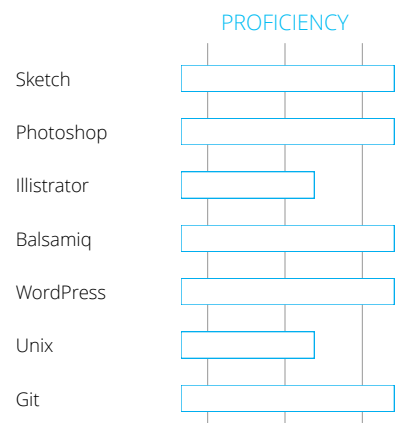 PROFICIENCY
Sketch
Photoshop
Illistrator
Balsamiq
WordPress
Unix
Git